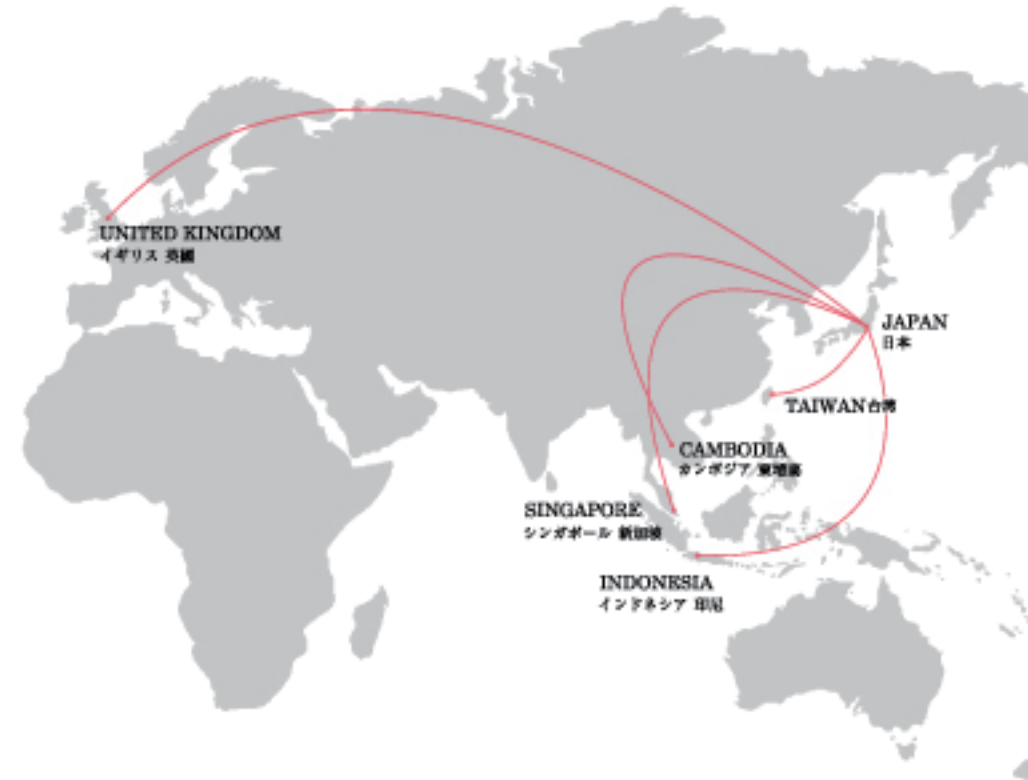 UNITED KINGDOM
イギリス 英國
JAPAN
日本
TAIWAN台湾
CAMBODIA
カンボジア/柬埔寨
SINGAPORE
シンガポール 新加坡
INDONESIA
インドネシア 印尼